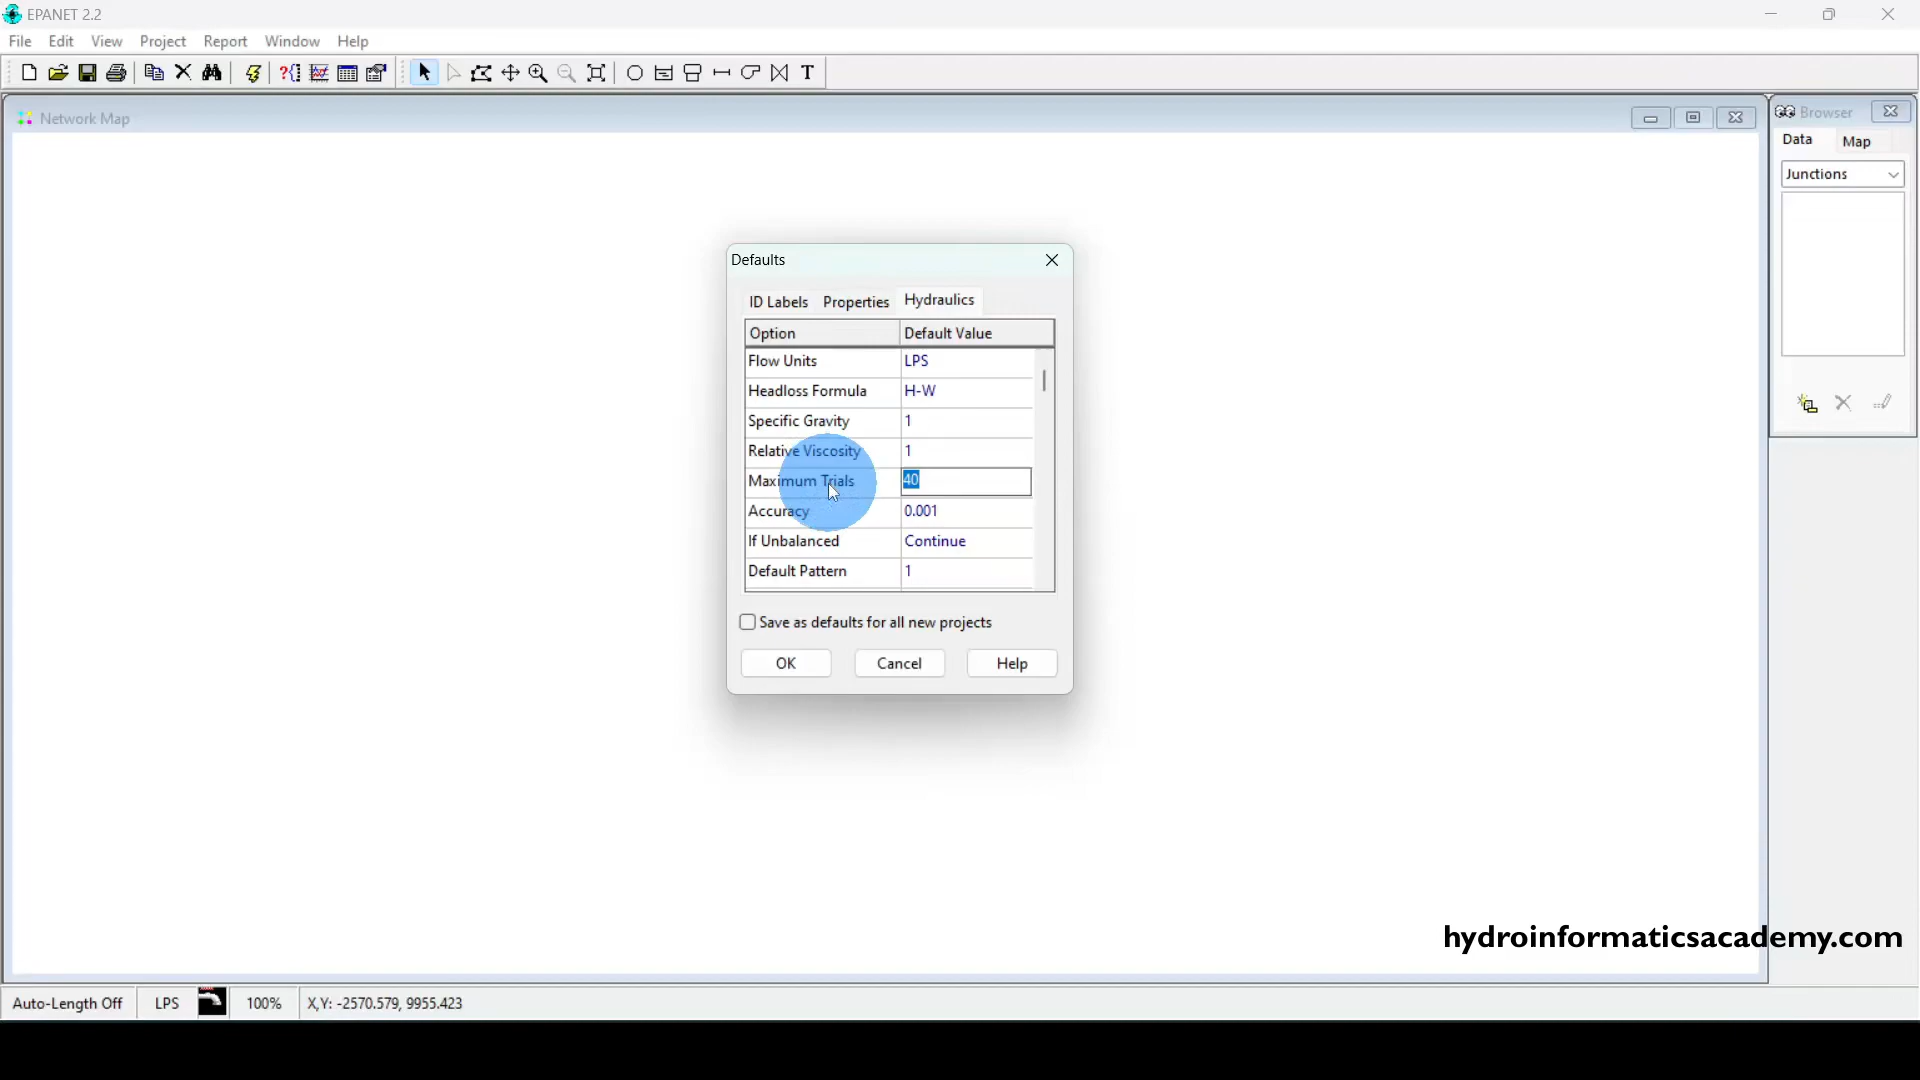 EPANET 2.2
File Edit View Project Report Window Help
Network Map
Browser
Data Map
Junctions
Defaults
ID Labels Properties Hydraulics
Option Default Value
Flow Units LPS
Headloss Formula H-W
Specific Gravity 1
Relative Viscosity 1
Maximum Trials 40
Accuracy 0.001
If Unbalanced Continue
Default Pattern 1
Save as defaults for all new projects
OK Cancel Help
hydroinformaticsacademy.com
Auto-Length Off LPS 100% X,Y: -2570.579, 9955.423